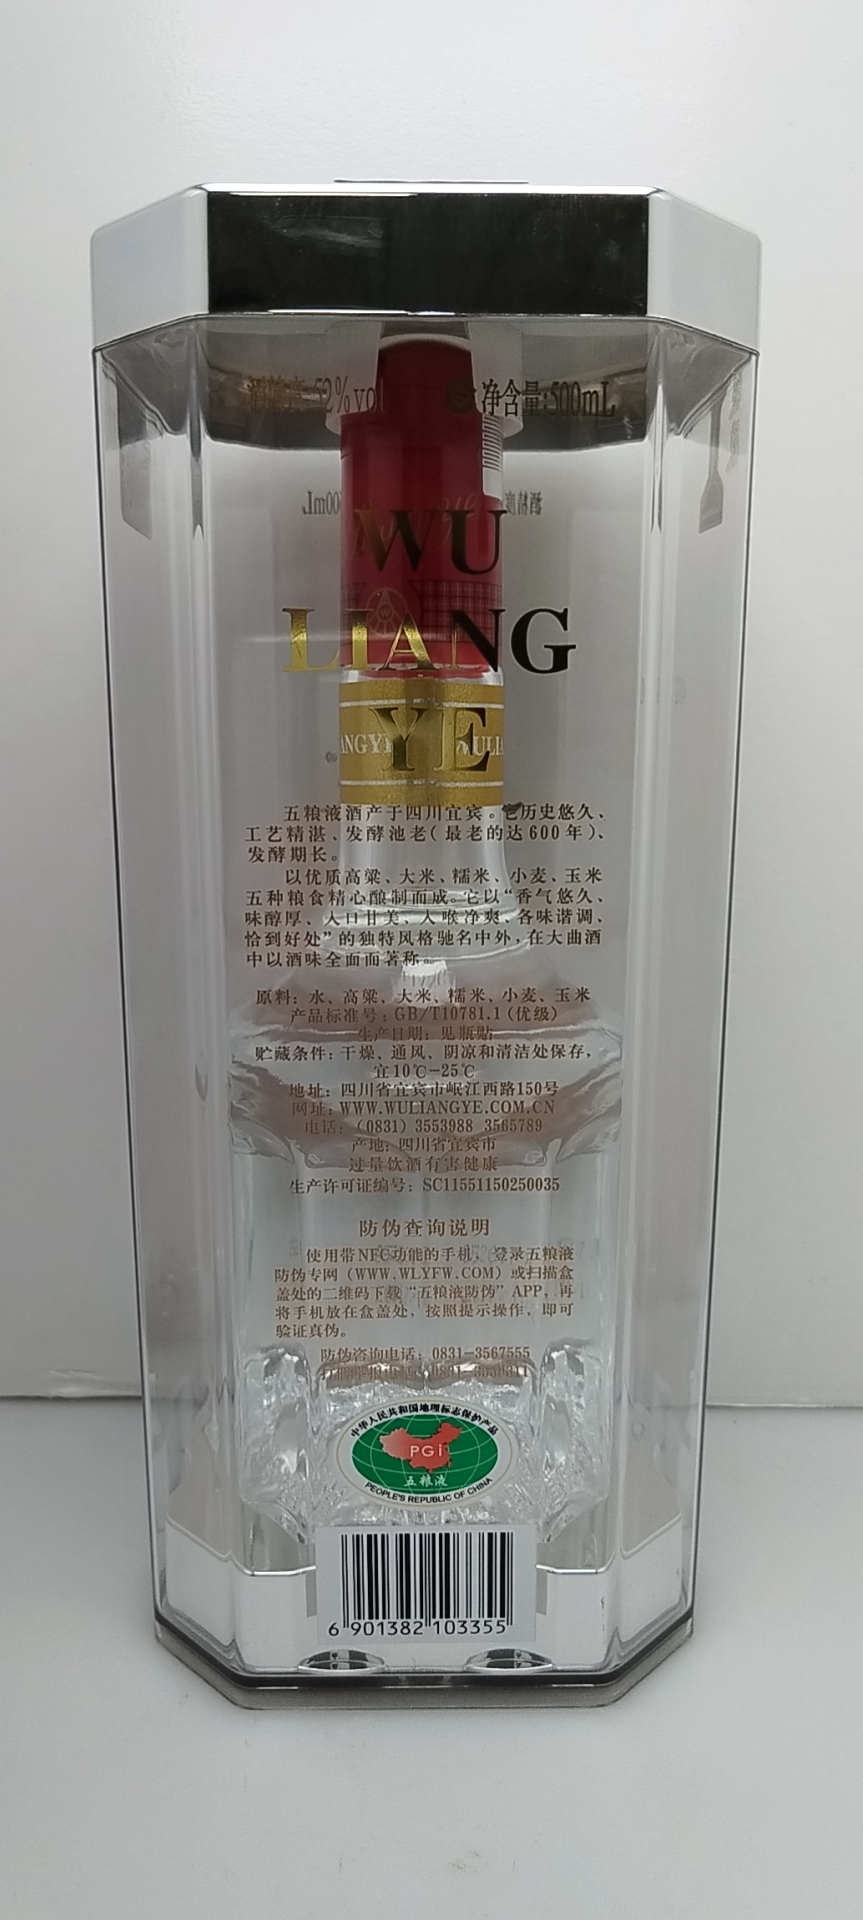 酒精度:52%vol 净含量:500mL
WU
LIANG
YE
五粮液酒产于四川宜宾。它历史悠久、
工艺精湛、发酵池老(最老的达600年)、
发酵期长。
以优质高粱、大米、糯米、小麦、玉米
五种粮食精心酿制而成。它以“香气悠久、
味醇厚、入口甘美、入喉净爽、各味谐调、
恰到好处”的独特风格驰名中外,在大曲酒
中以酒味全面而著称。
原料: 水、高粱、大米、糯米、小麦、玉米
产品标准号: GB/T10781.1(优级)
生产日期: 见瓶贴
贮藏条件: 干燥、通风、阴凉和清洁处保存,
宜10℃-25℃
地址: 四川省宜宾市岷江西路150号
网址: WWW.WULIANGYE.COM.CN
电话: (0831) 3553988 3565789
产地: 四川省宜宾市
过量饮酒有害健康
生产许可证编号: SC11551150250035
防伪查询说明
使用带NFC功能的手机, 登录五粮液
防伪专网 (WWW.WLYFW.COM) 或扫描盒
盖处的二维码下载“五粮液防伪”APP, 再
将手机放在盒盖处, 按照提示操作, 即可
验证真伪。
防伪咨询电话: 0831-3567555
中华人民共和国地理标志保护产品
PGI
五粮液
PEOPLE'S REPUBLIC OF CHINA
6 901382 103355